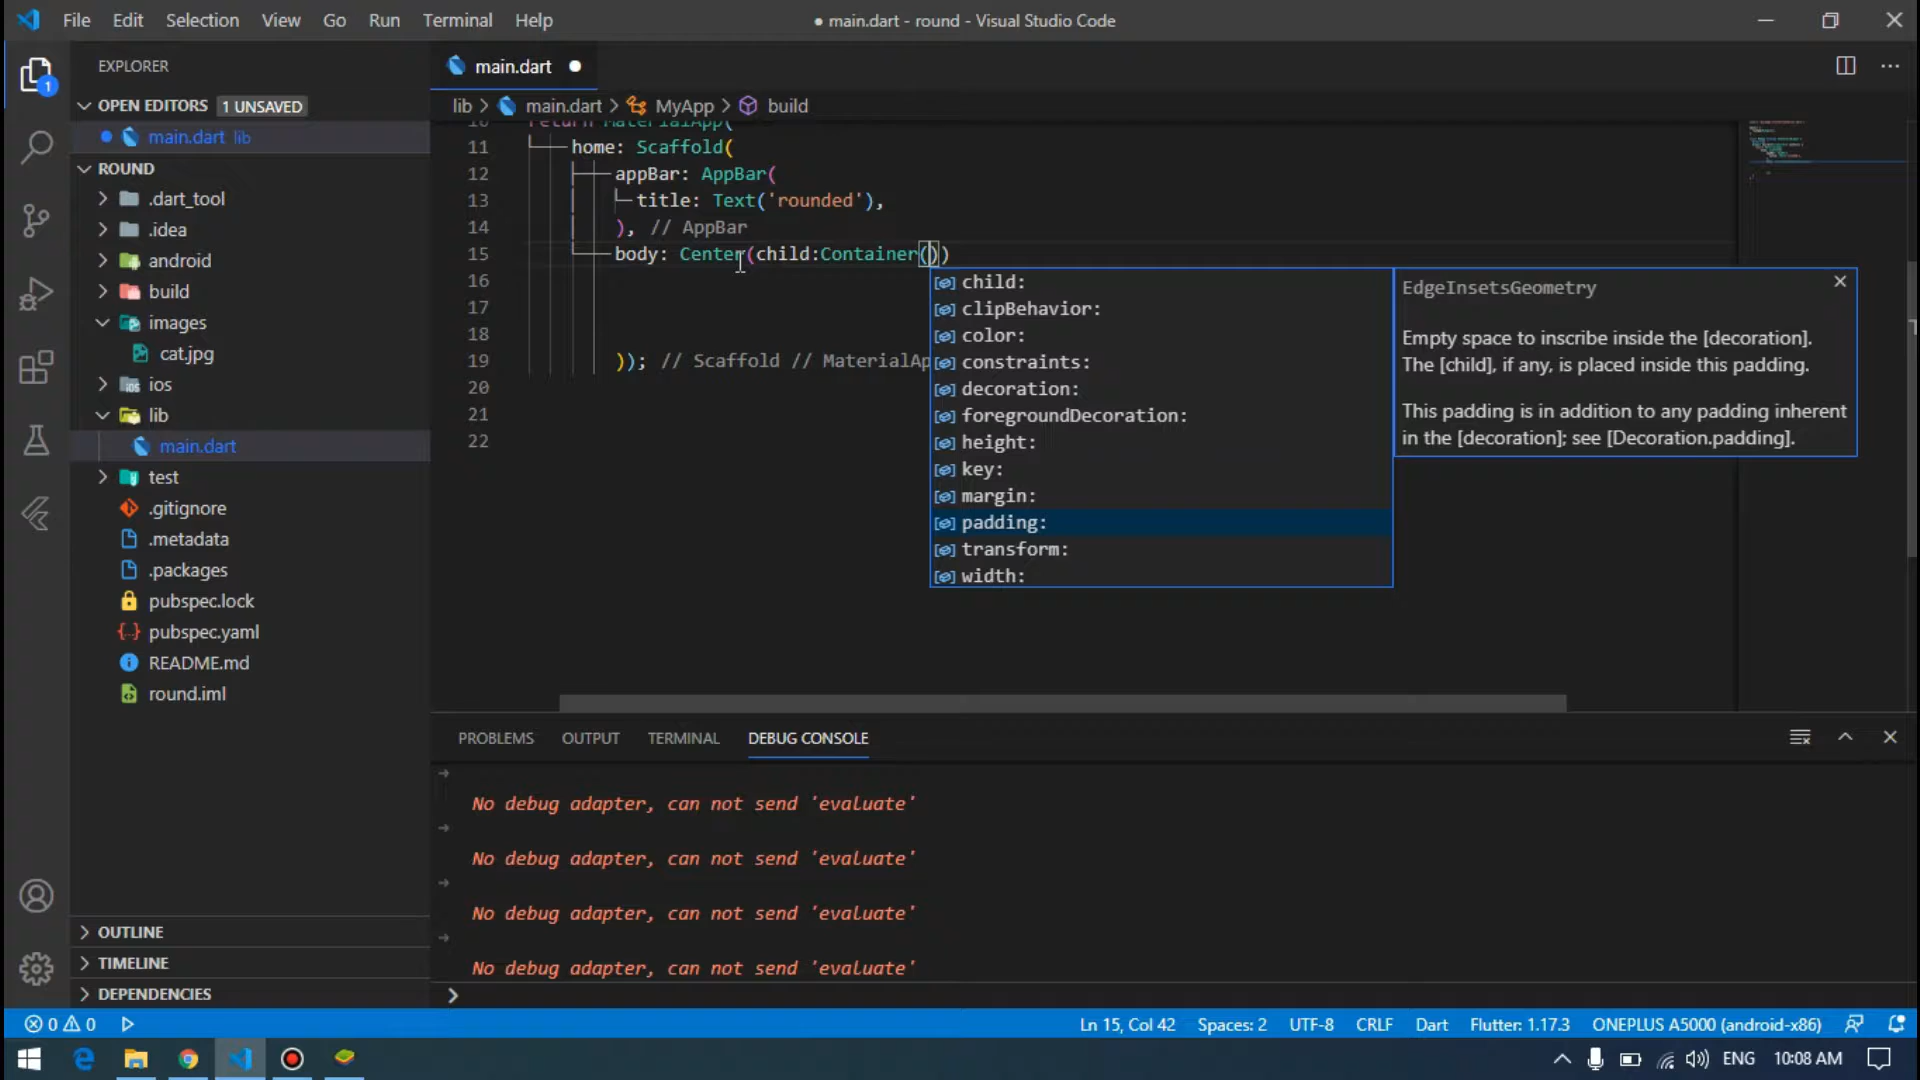 File Edit Selection View Go Run Terminal Help
● main.dart - round - Visual Studio Code
EXPLORER
OPEN EDITORS 1 UNSAVED
main.dart lib
ROUND
.dart_tool
.idea
android
build
images
cat.jpg
ios
lib
main.dart
test
.gitignore
.metadata
.packages
pubspec.lock
pubspec.yaml
README.md
round.iml
OUTLINE
TIMELINE
DEPENDENCIES
1
main.dart
lib > main.dart > MyApp > build
10 return MaterialApp(
11 home: Scaffold(
12 appBar: AppBar(
13 title: Text('rounded'),
14 ), // AppBar
15 body: Center(child:Container())
16
17
18
19 )); // Scaffold // MaterialAp
20
21
22
child:
clipBehavior:
color:
constraints:
decoration:
foregroundDecoration:
height:
key:
margin:
padding:
transform:
width:
EdgeInsetsGeometry
Empty space to inscribe inside the [decoration].
The [child], if any, is placed inside this padding.
This padding is in addition to any padding inherent
in the [decoration]; see [Decoration.padding].
PROBLEMS OUTPUT TERMINAL DEBUG CONSOLE
No debug adapter, can not send 'evaluate'
No debug adapter, can not send 'evaluate'
No debug adapter, can not send 'evaluate'
No debug adapter, can not send 'evaluate'
0 0
Ln 15, Col 42 Spaces: 2 UTF-8 CRLF Dart Flutter: 1.17.3 ONEPLUS A5000 (android-x86)
ENG 10:08 AM